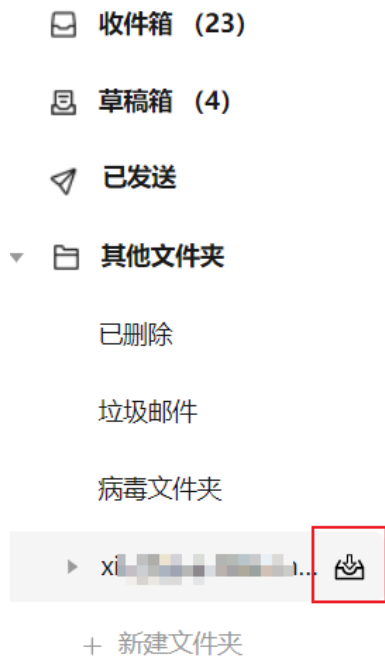 收件箱 (23)
草稿箱 (4)
已发送
其他文件夹
已删除
垃圾邮件
病毒文件夹
新建文件夹